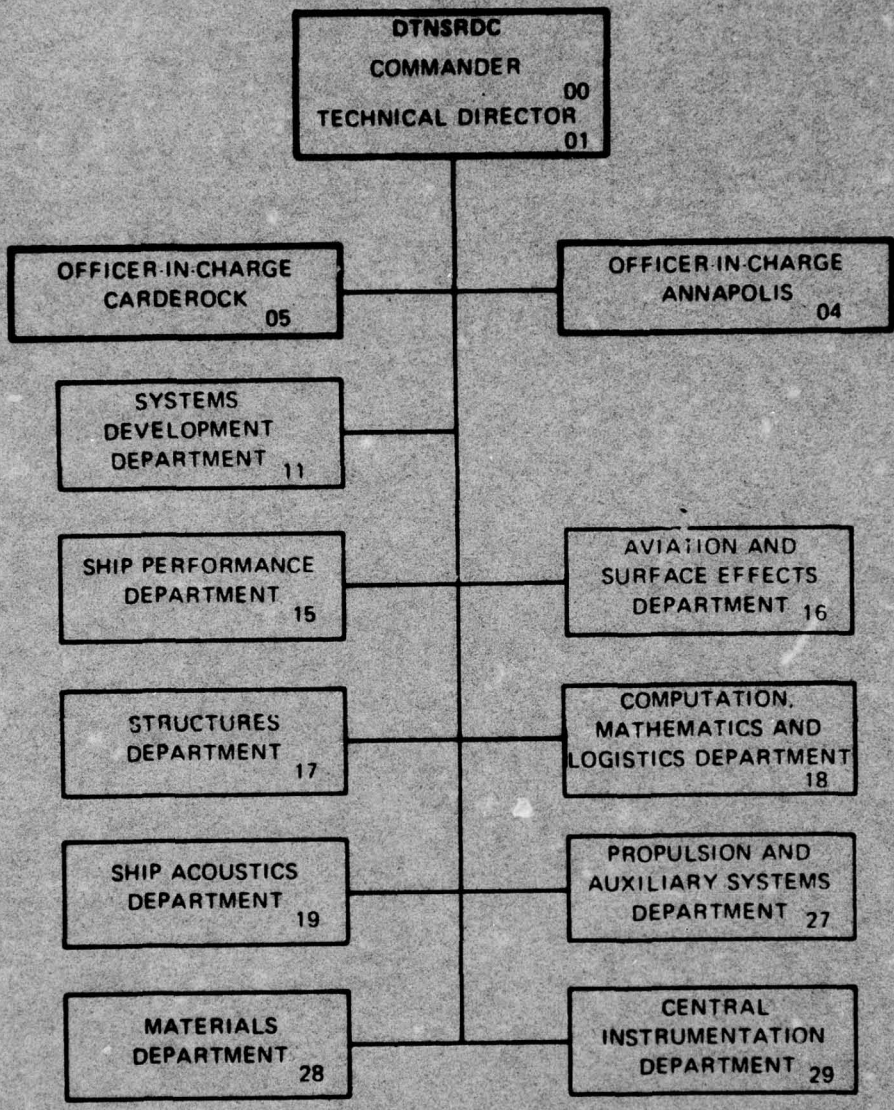 DTNSRDC
COMMANDER
00
TECHNICAL DIRECTOR
01
OFFICER-IN-CHARGE
CARDEROCK
05
OFFICER-IN-CHARGE
ANNAPOLIS
04
SYSTEMS
DEVELOPMENT
DEPARTMENT
11
SHIP PERFORMANCE
DEPARTMENT
15
AVIATION AND
SURFACE EFFECTS
DEPARTMENT
16
STRUCTURES
DEPARTMENT
17
COMPUTATION,
MATHEMATICS AND
LOGISTICS DEPARTMENT
18
SHIP ACOUSTICS
DEPARTMENT
19
PROPULSION AND
AUXILIARY SYSTEMS
DEPARTMENT
27
MATERIALS
DEPARTMENT
28
CENTRAL
INSTRUMENTATION
DEPARTMENT
29